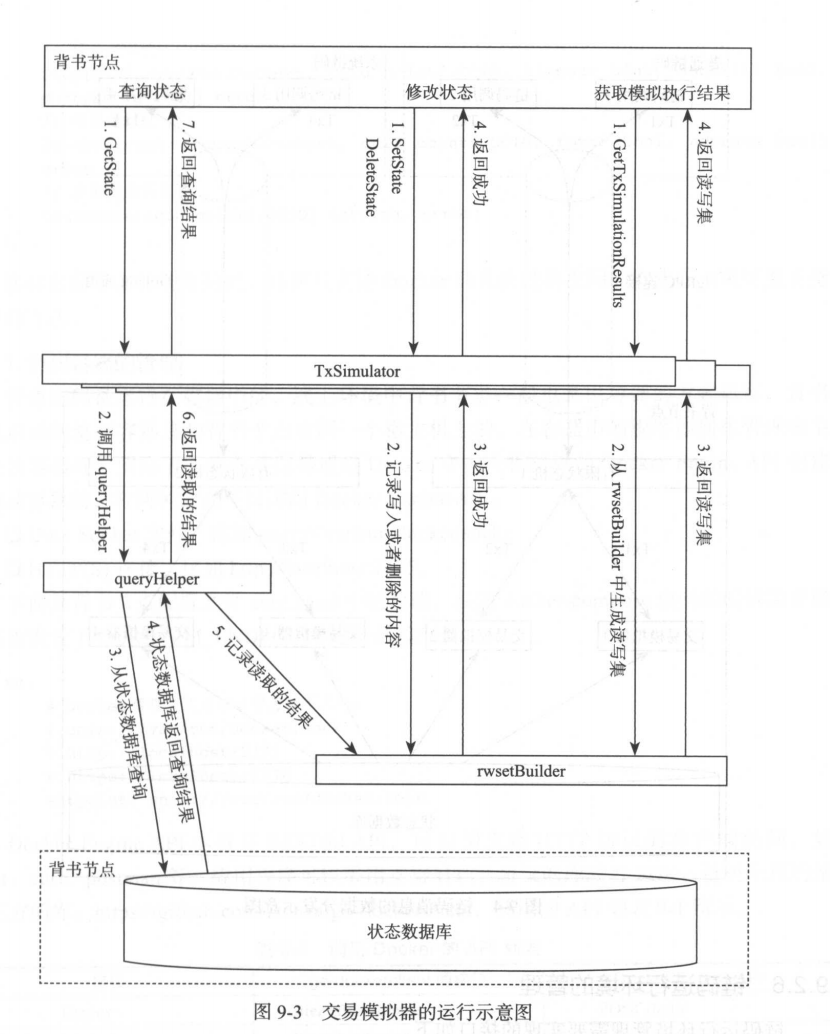 背书节点
查询状态
修改状态
获取模拟执行结果
1. GetState
7. 返回查询结果
1. SetState
DeleteState
4. 返回成功
1. GetTxSimulationResults
4. 返回读写集
TxSimulator
2. 调用 queryHelper
6. 返回读取的结果
2. 记录写人或者删除的内容
3. 返回成功
2. 从 rwsetBuilder 中生成读写集
3. 返回读写集
queryHelper
3. 从状态数据库查询
4. 状态数据库返回查询结果
5. 记录读取的结果
rwsetBuilder
背书节点
状态数据库
图 9-3 交易模拟器的运行示意图